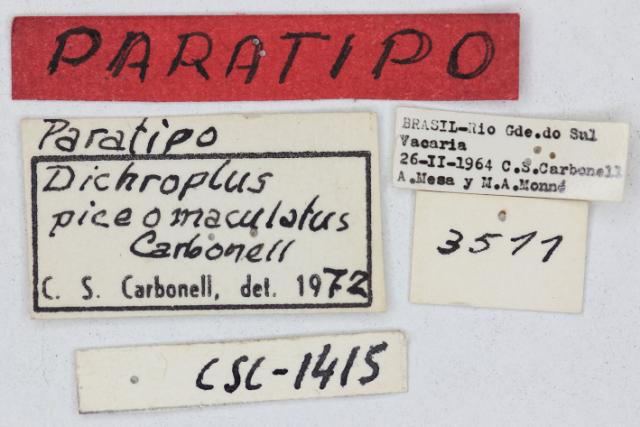 PARATIPO
Paratipo
Dichroplus
piceomaculatus
Carbonell
C. S. Carbonell, det. 1972
BRASIL-Rio Gde.do Sul
Vacaria
26-II-1964 C.S.Carbonell
A.Mesa y M.A.Monné
3511
CSC-1415